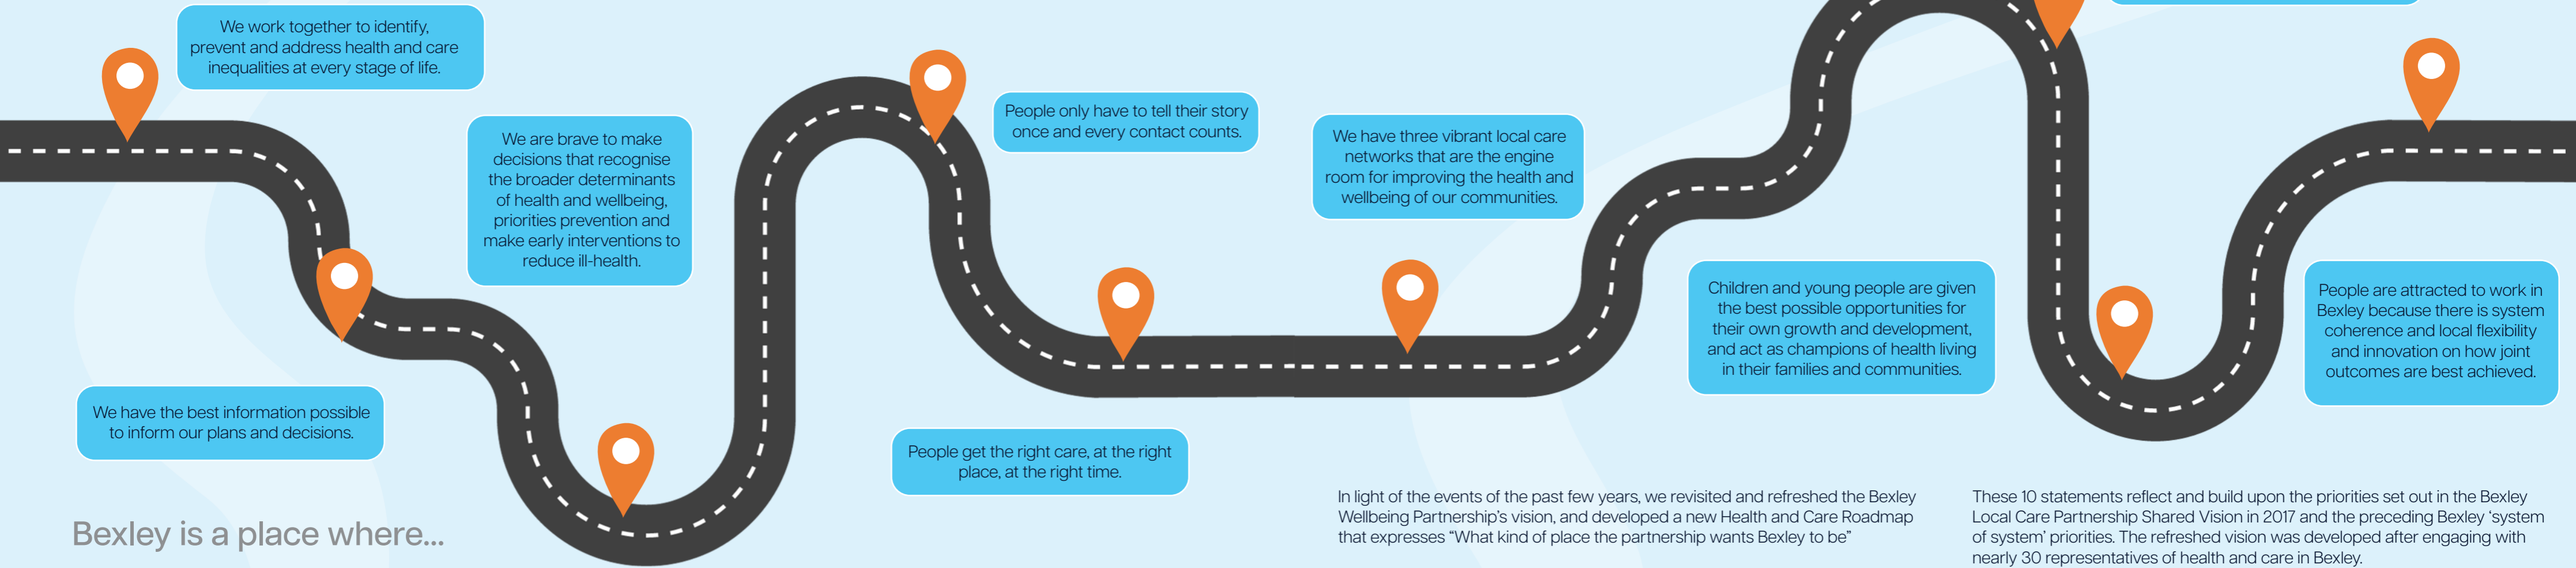 We work together to identify,
prevent and address health and care
inequalities at every stage of life.
We have the best information possible
to inform our plans and decisions.
We are brave to make
decisions that recognise
the broader determinants
of health and wellbeing,
priorities prevention and
make early interventions to
reduce ill-health.
People only have to tell their story
once and every contact counts.
People get the right care, at the right
place, at the right time.
We have three vibrant local care
networks that are the engine
room for improving the health and
wellbeing of our communities.
Children and young people are given
the best possible opportunities for
their own growth and development,
and act as champions of health living
in their families and communities.
People are attracted to work in
Bexley because there is system
coherence and local flexibility
and innovation on how joint
outcomes are best achieved.
Bexley is a place where...
In light of the events of the past few years, we revisited and refreshed the Bexley
Wellbeing Partnership’s vision, and developed a new Health and Care Roadmap
that expresses “What kind of place the partnership wants Bexley to be”
These 10 statements reflect and build upon the priorities set out in the Bexley
Local Care Partnership Shared Vision in 2017 and the preceding Bexley ‘system
of system’ priorities. The refreshed vision was developed after engaging with
nearly 30 representatives of health and care in Bexley.